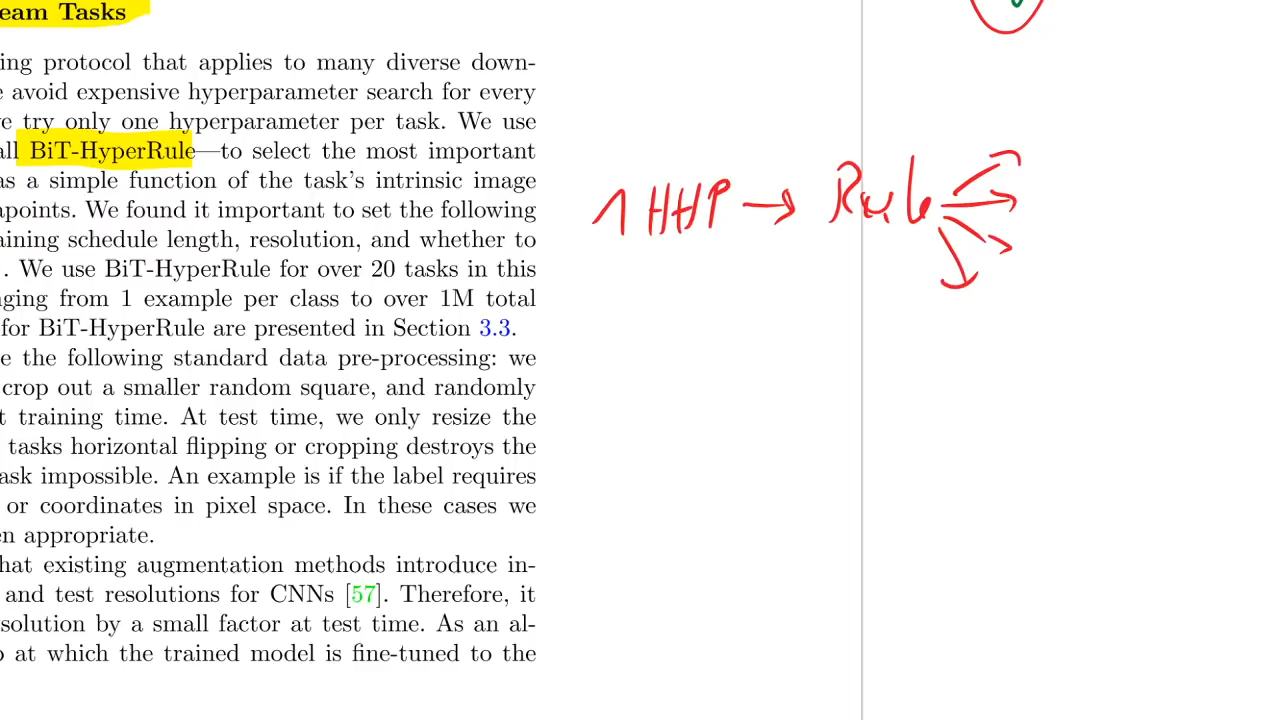 eam Tasks
ing protocol that applies to many diverse down-
e avoid expensive hyperparameter search for every
ve try only one hyperparameter per task. We use
all BiT-HyperRule—to select the most important
as a simple function of the task's intrinsic image
apoints. We found it important to set the following
aining schedule length, resolution, and whether to
. We use BiT-HyperRule for over 20 tasks in this
nging from 1 example per class to over 1M total
for BiT-HyperRule are presented in Section 3.3.
e the following standard data pre-processing: we
crop out a smaller random square, and randomly
t training time. At test time, we only resize the
tasks horizontal flipping or cropping destroys the
ask impossible. An example is if the label requires
or coordinates in pixel space. In these cases we
en appropriate.
hat existing augmentation methods introduce in-
and test resolutions for CNNs [57]. Therefore, it
solution by a small factor at test time. As an al-
p at which the trained model is fine-tuned to the
1 HHP → Rule